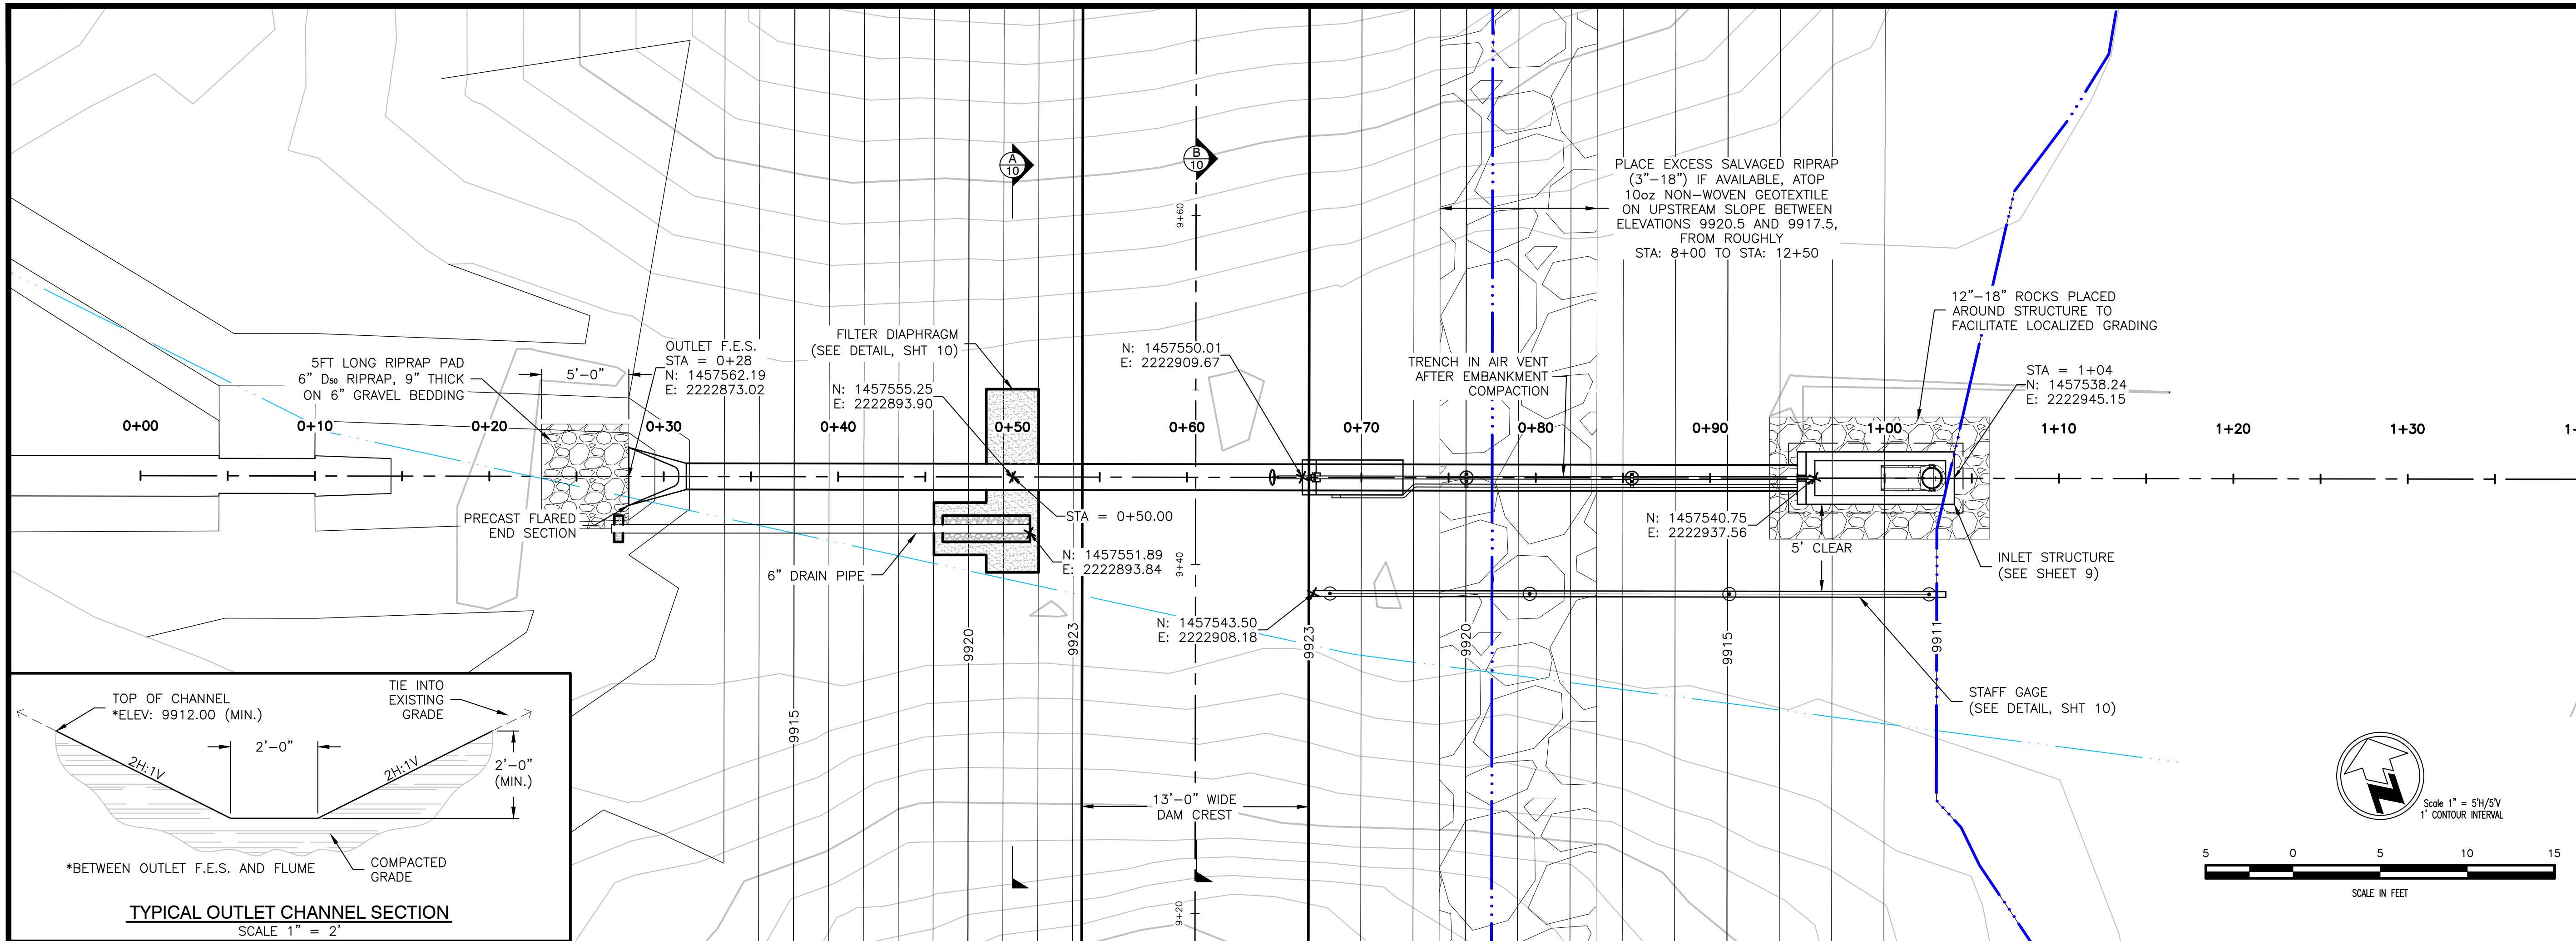 A
10
B
10
9+60
PLACE EXCESS SALVAGED RIPRAP
(3"-18") IF AVAILABLE, ATOP
10oz NON-WOVEN GEOTEXTILE
ON UPSTREAM SLOPE BETWEEN
ELEVATIONS 9920.5 AND 9917.5,
FROM ROUGHLY
STA: 8+00 TO STA: 12+50
12"-18" ROCKS PLACED
AROUND STRUCTURE TO
FACILITATE LOCALIZED GRADING
5FT LONG RIPRAP PAD
6" D50 RIPRAP, 9" THICK
ON 6" GRAVEL BEDDING
5'-0"
OUTLET F.E.S.
STA = 0+28
N: 1457562.19
E: 2222873.02
FILTER DIAPHRAGM
(SEE DETAIL, SHT 10)
N: 1457555.25
E: 2222893.90
N: 1457550.01
E: 2222909.67
TRENCH IN AIR VENT
AFTER EMBANKMENT
COMPACTION
STA = 1+04
N: 1457538.24
E: 2222945.15
0+00
0+10
0+20
0+30
0+40
0+50
0+60
0+70
0+80
0+90
1+00
1+10
1+20
1+30
1+
PRECAST FLARED
END SECTION
6" DRAIN PIPE
STA = 0+50.00
N: 1457551.89
E: 2222893.84
9+40
N: 1457540.75
E: 2222937.56
5' CLEAR
INLET STRUCTURE
(SEE SHEET 9)
N: 1457543.50
E: 2222908.18
9915
9920
9923
9923
9920
9915
9911
STAFF GAGE
(SEE DETAIL, SHT 10)
13'-0" WIDE
DAM CREST
9+20
TOP OF CHANNEL
*ELEV: 9912.00 (MIN.)
TIE INTO
EXISTING
GRADE
2'-0"
2H:1V
2H:1V
2'-0"
(MIN.)
*BETWEEN OUTLET F.E.S. AND FLUME
COMPACTED
GRADE
TYPICAL OUTLET CHANNEL SECTION
SCALE 1" = 2'
N
Scale 1" = 5'H/5'V
1' CONTOUR INTERVAL
5 0 5 10 15
SCALE IN FEET